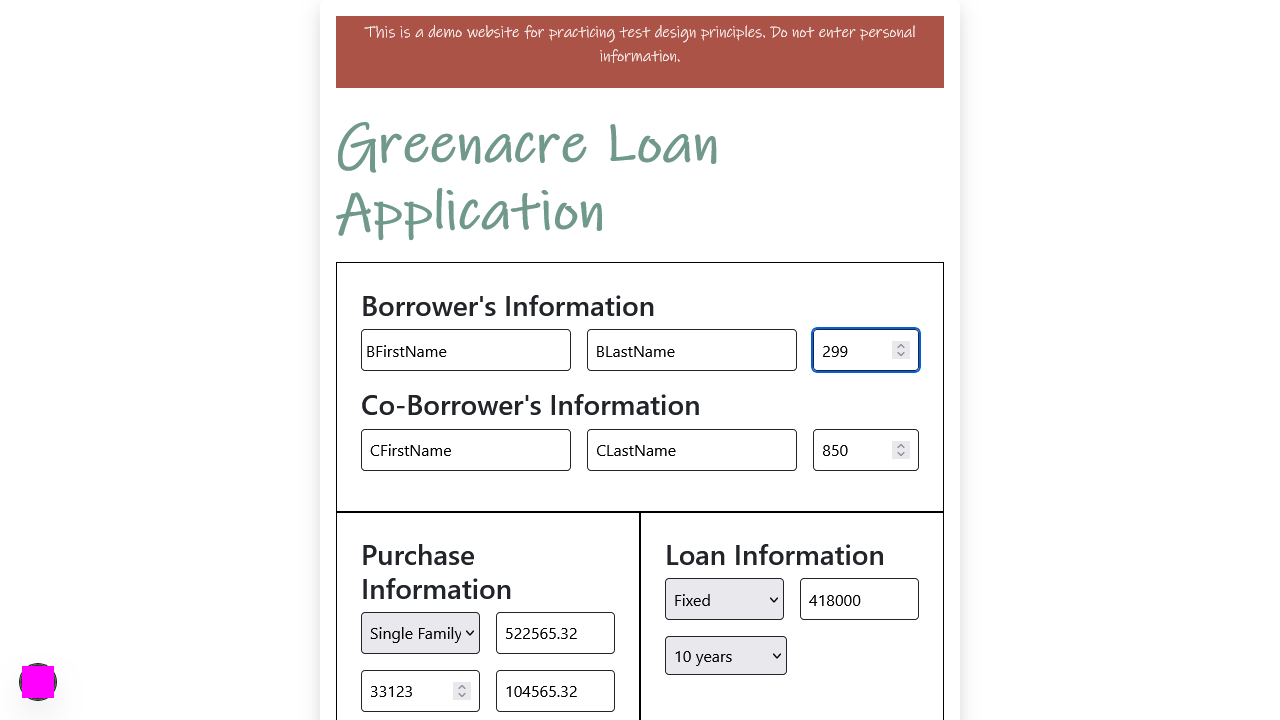 This is a demo website for practicing test design principles. Do not enter personal
information.
Greenacre Loan
Application
Borrower's Information
BFirstName
BLastName
299
Co-Borrower's Information
CFirstName
CLastName
850
Purchase
Information
Single Family
522565.32
33123
104565.32
Loan Information
Fixed
418000
10 years